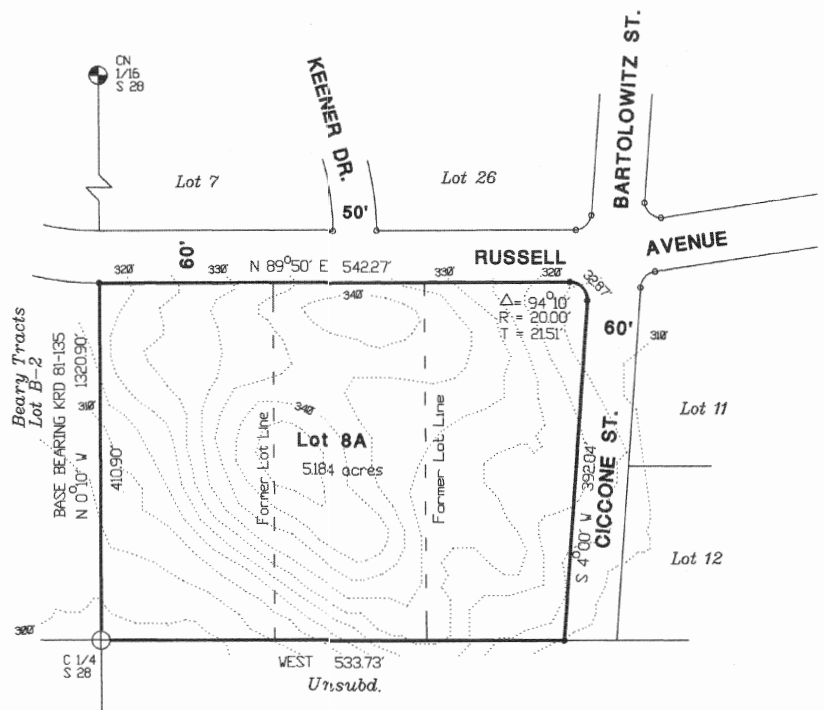 CN
1/16
S 28
KEENER DR.
BARTOLOWITZ ST.
Lot 7
Lot 26
50'
60'
RUSSELL
AVENUE
N 89°50' E 542.27'
320'
330'
330'
320'
32.87'
340'
Δ= 94°10'
R = 20.00'
T = 21.51'
60'
310'
Beary Tracts
Lot B-2
BASE BEARING KRD 81-135
N 0°10' W 1320.90'
310'
410.90'
Former Lot Line
340'
Lot 8A
5.184 acres
Former Lot Line
S 4°00' W 392.04'
CICCONE ST.
Lot 11
Lot 12
300'
C 1/4
S 28
WEST 533.73'
Unsubd.